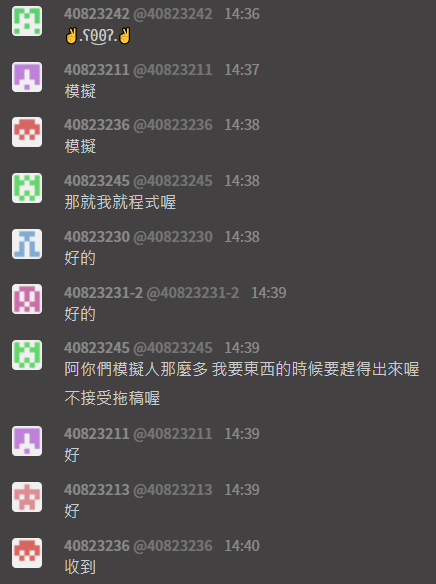 40823242 @40823242 14:36
✌.ʕʘ͜ʘʔ.✌
40823211 @40823211 14:37
模擬
40823236 @40823236 14:38
模擬
40823245 @40823245 14:38
那就我就程式喔
40823230 @40823230 14:38
好的
40823231-2 @40823231-2 14:39
好的
40823245 @40823245 14:39
阿你們模擬人那麼多 我要東西的時候要趕得出來喔
不接受拖稿喔
40823211 @40823211 14:39
好
40823213 @40823213 14:39
好
40823236 @40823236 14:40
收到